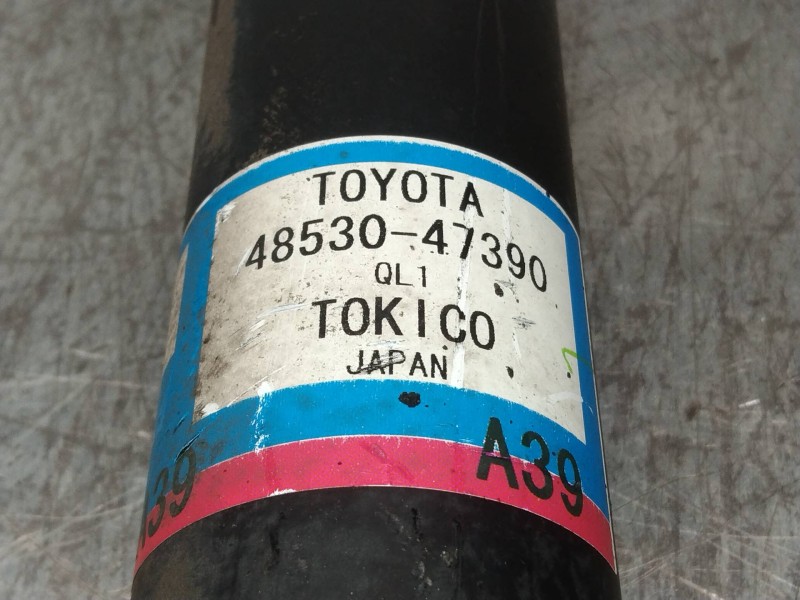 TOYOTA
48530-47390
QL1
TOKICO
JAPAN
A39
A39